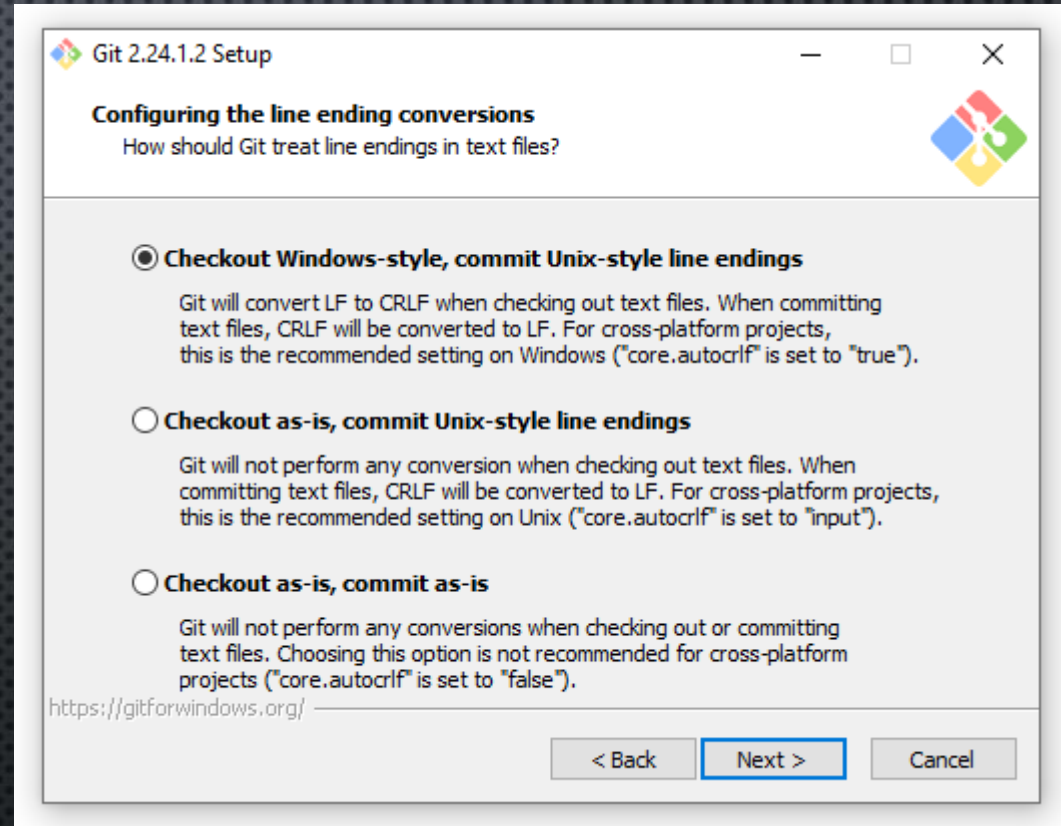 Git 2.24.1.2 Setup
Configuring the line ending conversions
How should Git treat line endings in text files?
Checkout Windows-style, commit Unix-style line endings
Git will convert LF to CRLF when checking out text files. When committing
text files, CRLF will be converted to LF. For cross-platform projects,
this is the recommended setting on Windows ("core.autocrlf" is set to "true").
Checkout as-is, commit Unix-style line endings
Git will not perform any conversion when checking out text files. When
committing text files, CRLF will be converted to LF. For cross-platform projects,
this is the recommended setting on Unix ("core.autocrlf" is set to "input").
Checkout as-is, commit as-is
Git will not perform any conversions when checking out or committing
text files. Choosing this option is not recommended for cross-platform
projects ("core.autocrlf" is set to "false").
https://gitforwindows.org/
< Back
Next >
Cancel